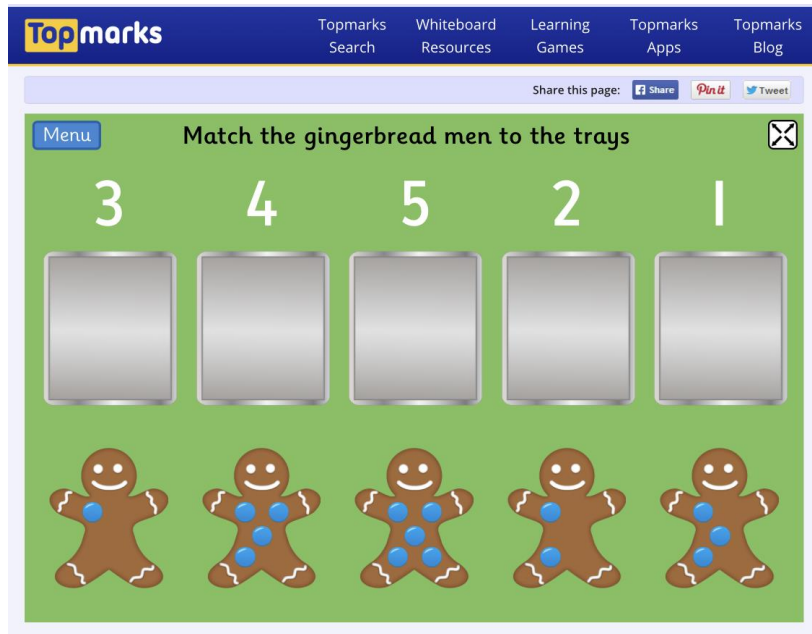 Topmarks
Topmarks Search
Whiteboard Resources
Learning Games
Topmarks Apps
Topmarks Blog
Share this page: Share Pin it Tweet
Menu
Match the gingerbread men to the trays
3 4 5 2 1